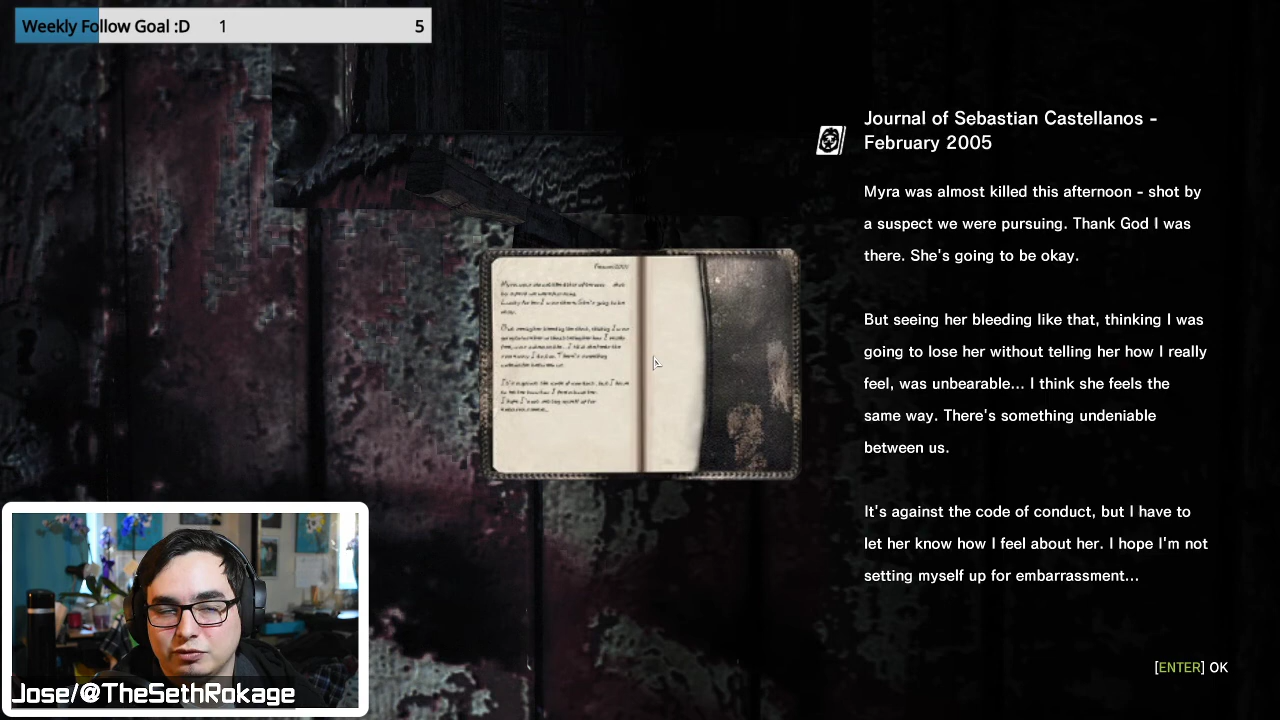 Weekly Follow Goal :D 1 5
Journal of Sebastian Castellanos -
February 2005
Myra was almost killed this afternoon - shot by
a suspect we were pursuing. Thank God I was
there. She's going to be okay.
But seeing her bleeding like that, thinking I was
going to lose her without telling her how I really
feel, was unbearable... I think she feels the
same way. There's something undeniable
between us.
It's against the code of conduct, but I have to
let her know how I feel about her. I hope I'm not
setting myself up for embarrassment...
[ENTER] OK
Jose/@TheSethRokage